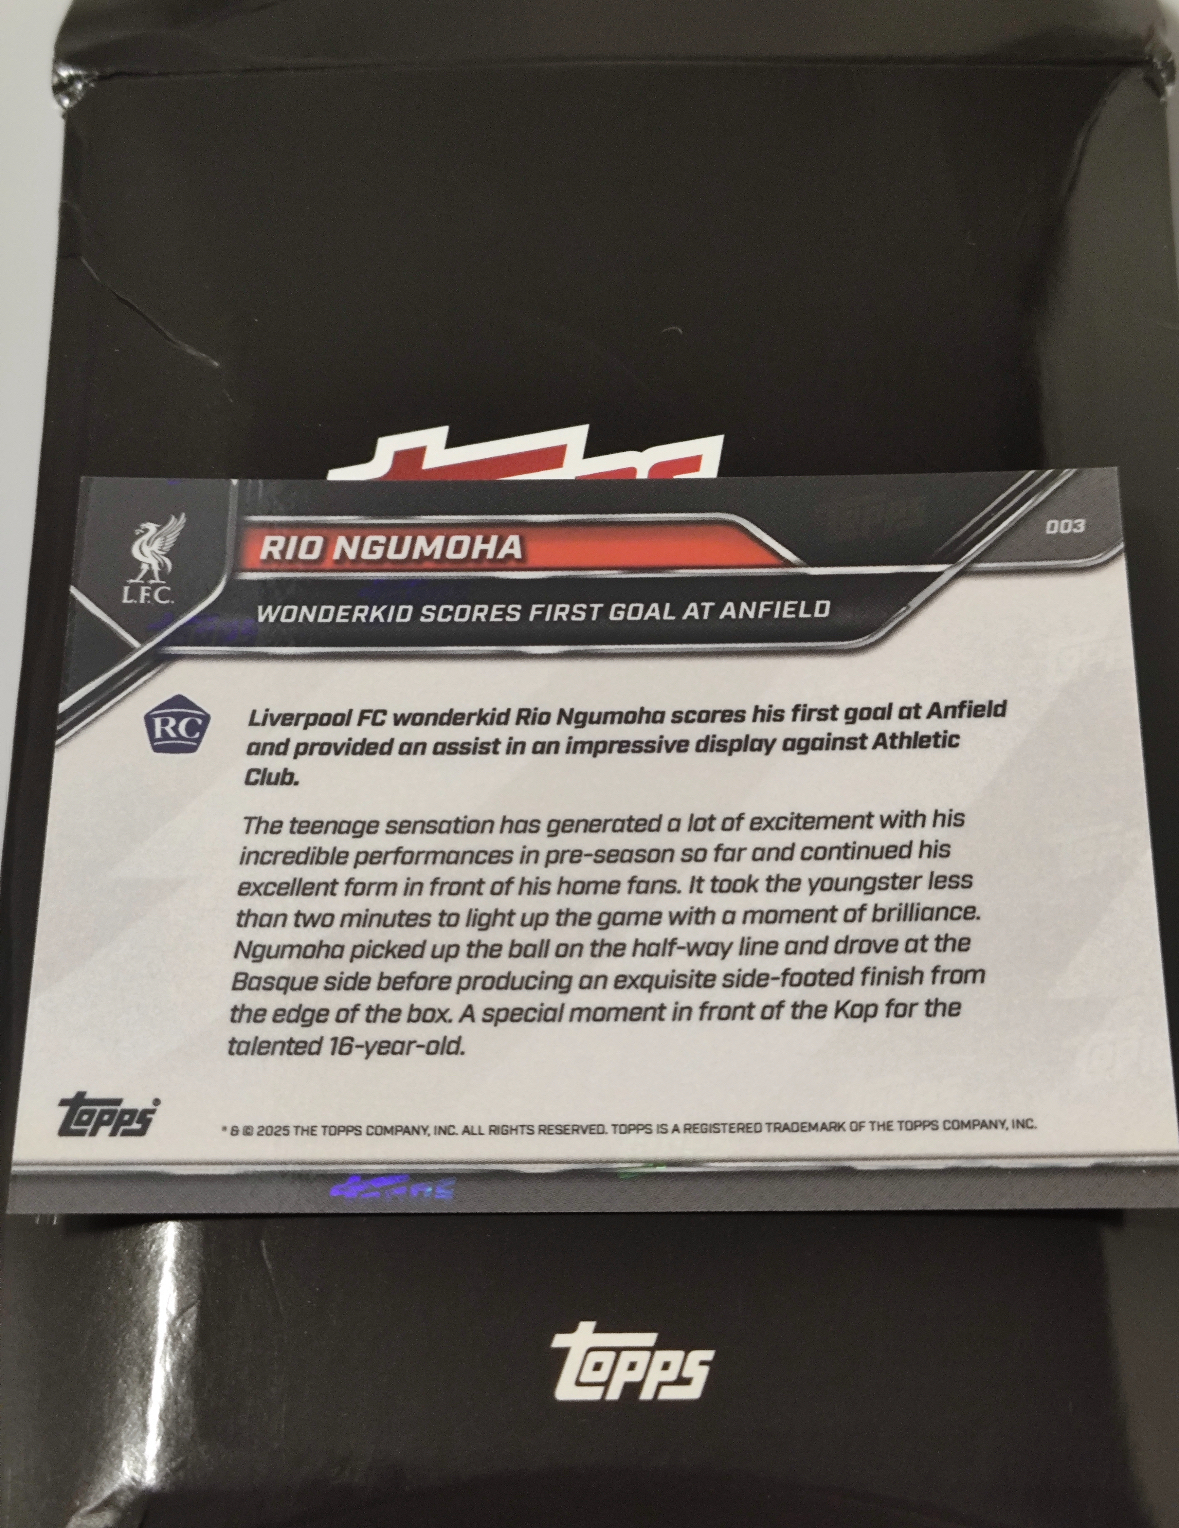 L.F.C.
RIO NGUMOHA
003
WONDERKID SCORES FIRST GOAL AT ANFIELD
RC
Liverpool FC wonderkid Rio Ngumoha scores his first goal at Anfield
and provided an assist in an impressive display against Athletic
Club.
The teenage sensation has generated a lot of excitement with his
incredible performances in pre-season so far and continued his
excellent form in front of his home fans. It took the youngster less
than two minutes to light up the game with a moment of brilliance.
Ngumoha picked up the ball on the half-way line and drove at the
Basque side before producing an exquisite side-footed finish from
the edge of the box. A special moment in front of the Kop for the
talented 16-year-old.
Topps
® & © 2025 THE TOPPS COMPANY, INC. ALL RIGHTS RESERVED. TOPPS IS A REGISTERED TRADEMARK OF THE TOPPS COMPANY, INC.
Topps